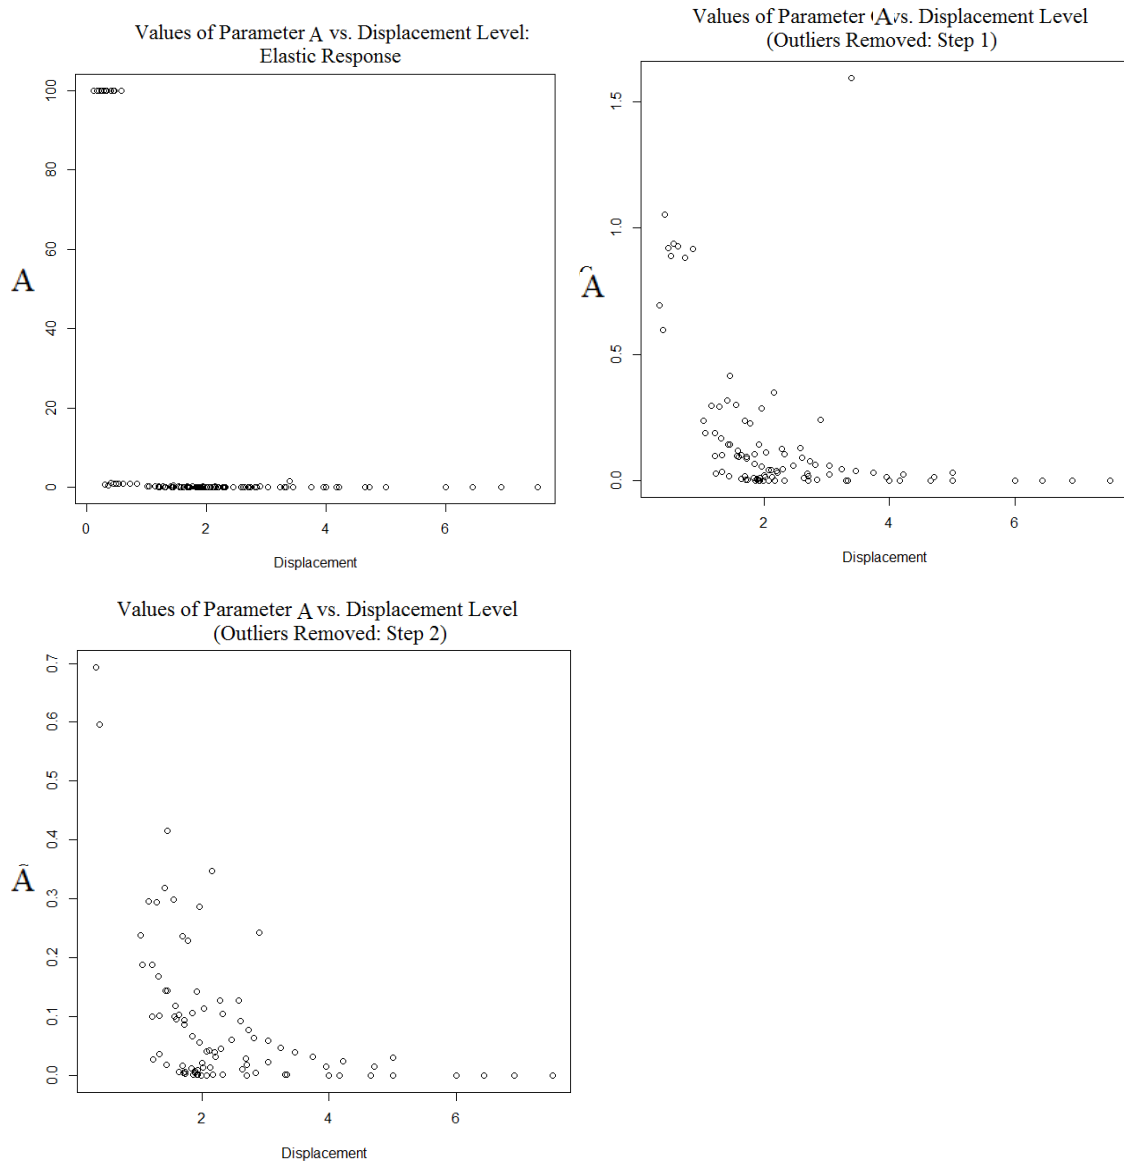 Values of Parameter A vs. Displacement Level:
Elastic Response
100
80
60
40
20
0
A
0 2 4 6
Displacement
Values of Parameter (A vs. Displacement Level
(Outliers Removed: Step 1)
1.5
1.0
0.5
0.0
A
2 4 6
Displacement
Values of Parameter A vs. Displacement Level
(Outliers Removed: Step 2)
0.7
0.6
0.5
0.4
0.3
0.2
0.1
0.0
A
2 4 6
Displacement